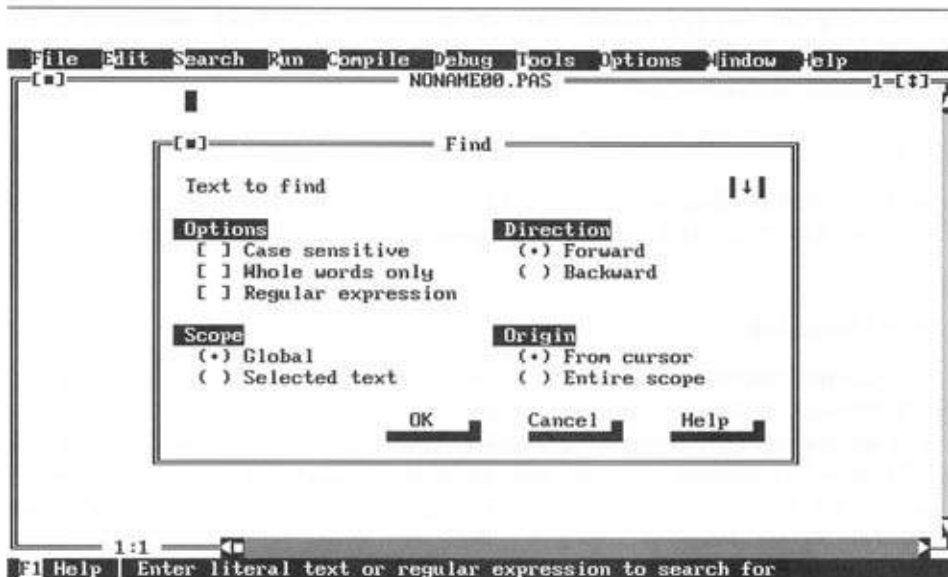 File Edit Search Run Compile Debug Tools Options Window Help
[■] NONAME00.PAS 1=[↕]
[■] Find
Text to find ↓
Options Direction
[ ] Case sensitive (•) Forward
[ ] Whole words only ( ) Backward
[ ] Regular expression
Scope Origin
(•) Global (•) From cursor
( ) Selected text ( ) Entire scope
OK Cancel Help
1:1
F1 Help | Enter literal text or regular expression to search for